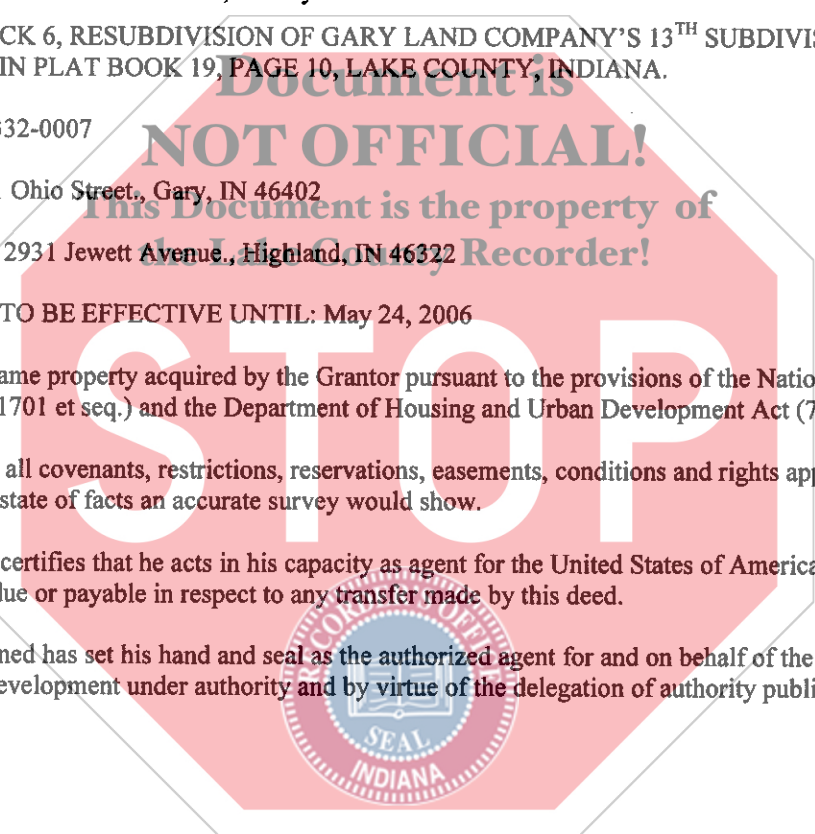 CK 6, RESUBDIVISION OF GARY LAND COMPANY'S 13TH SUBDIVIS
IN PLAT BOOK 19, PAGE 10, LAKE COUNTY, INDIANA.
Document is
32-0007
NOT OFFICIAL!
Ohio Street., Gary, IN 46402
This Document is the property of
2931 Jewett Avenue., Highland, IN 46322
the Lake County Recorder!
TO BE EFFECTIVE UNTIL: May 24, 2006
STOP
ame property acquired by the Grantor pursuant to the provisions of the Natio
1701 et seq.) and the Department of Housing and Urban Development Act (7
all covenants, restrictions, reservations, easements, conditions and rights app
state of facts an accurate survey would show.
certifies that he acts in his capacity as agent for the United States of America
lue or payable in respect to any transfer made by this deed.
ned has set his hand and seal as the authorized agent for and on behalf of the
evelopment under authority and by virtue of the delegation of authority publi
RECORDER'S OFFICE
SEAL
INDIANA